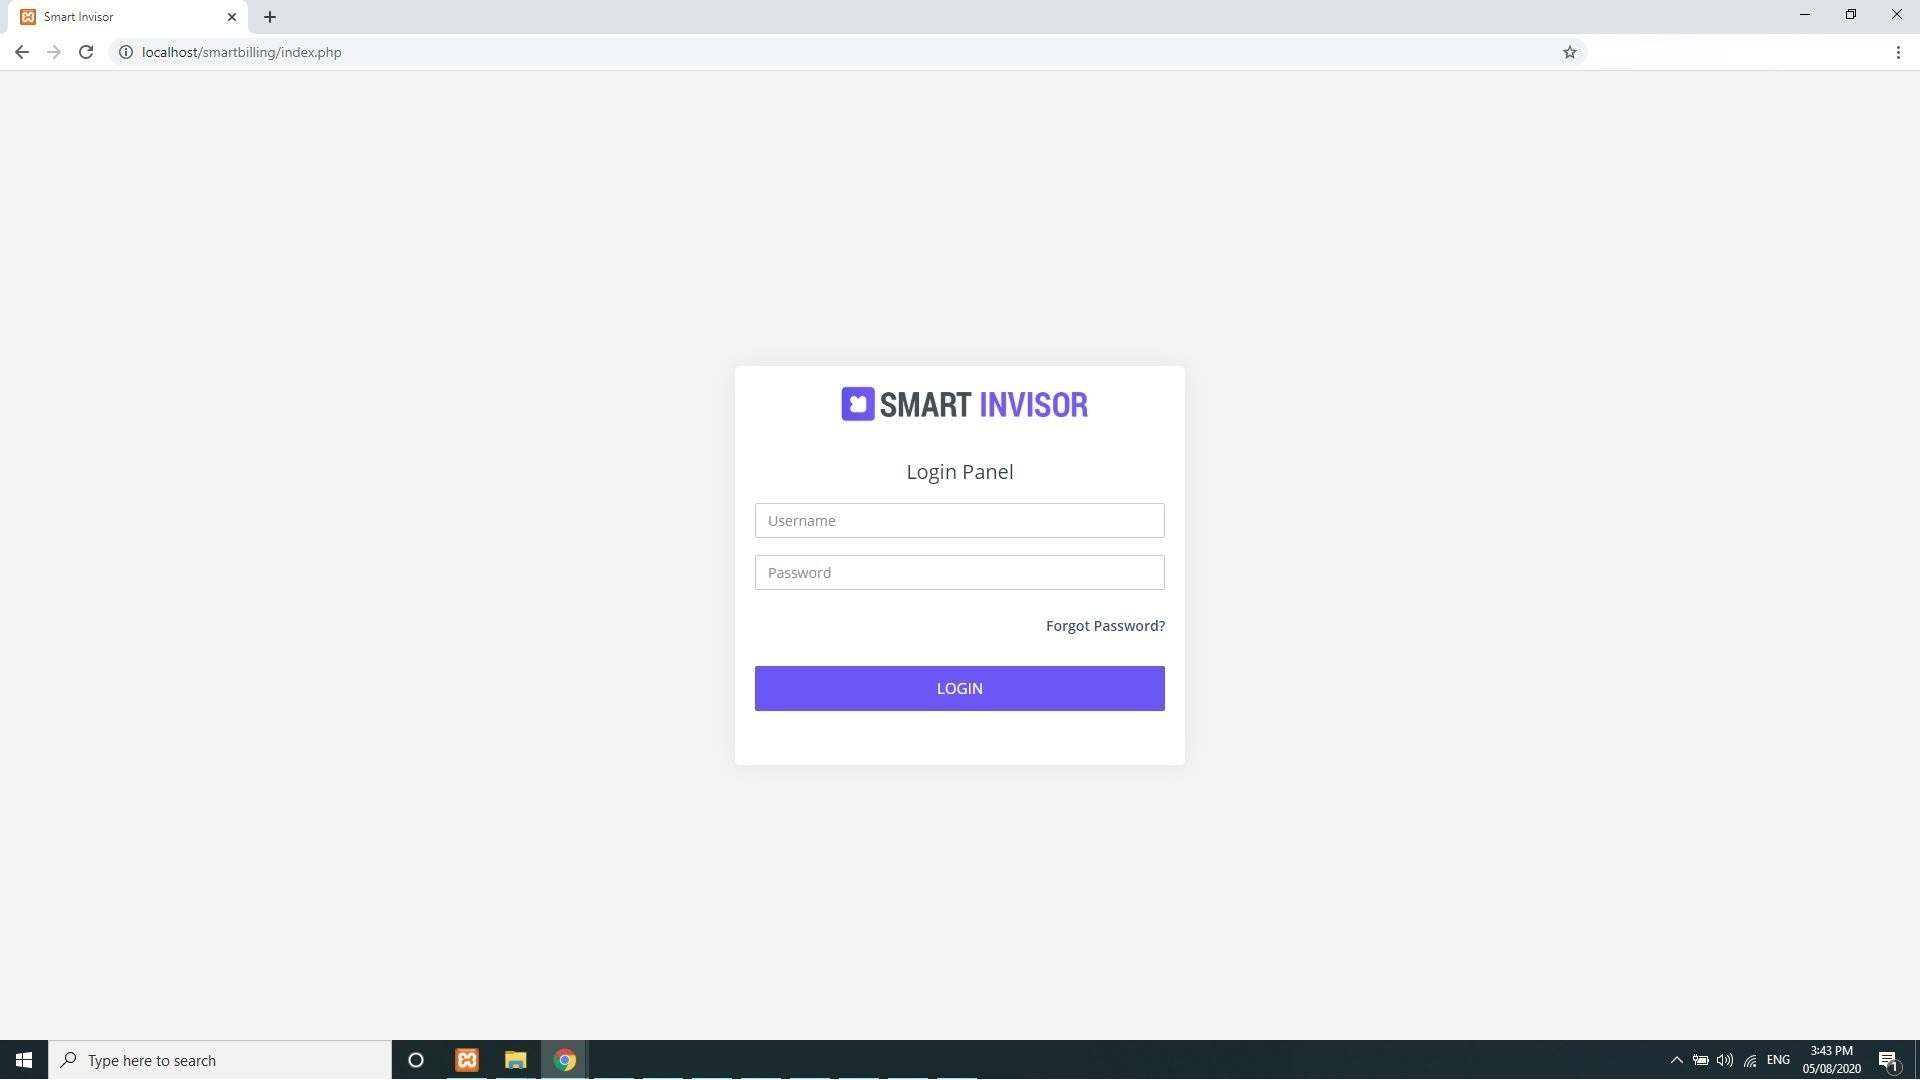 Smart Invisor
localhost/smartbilling/index.php
SMART INVISOR
Login Panel
Username
Password
Forgot Password?
LOGIN
Type here to search
ENG
3:43 PM
05/08/2020
1